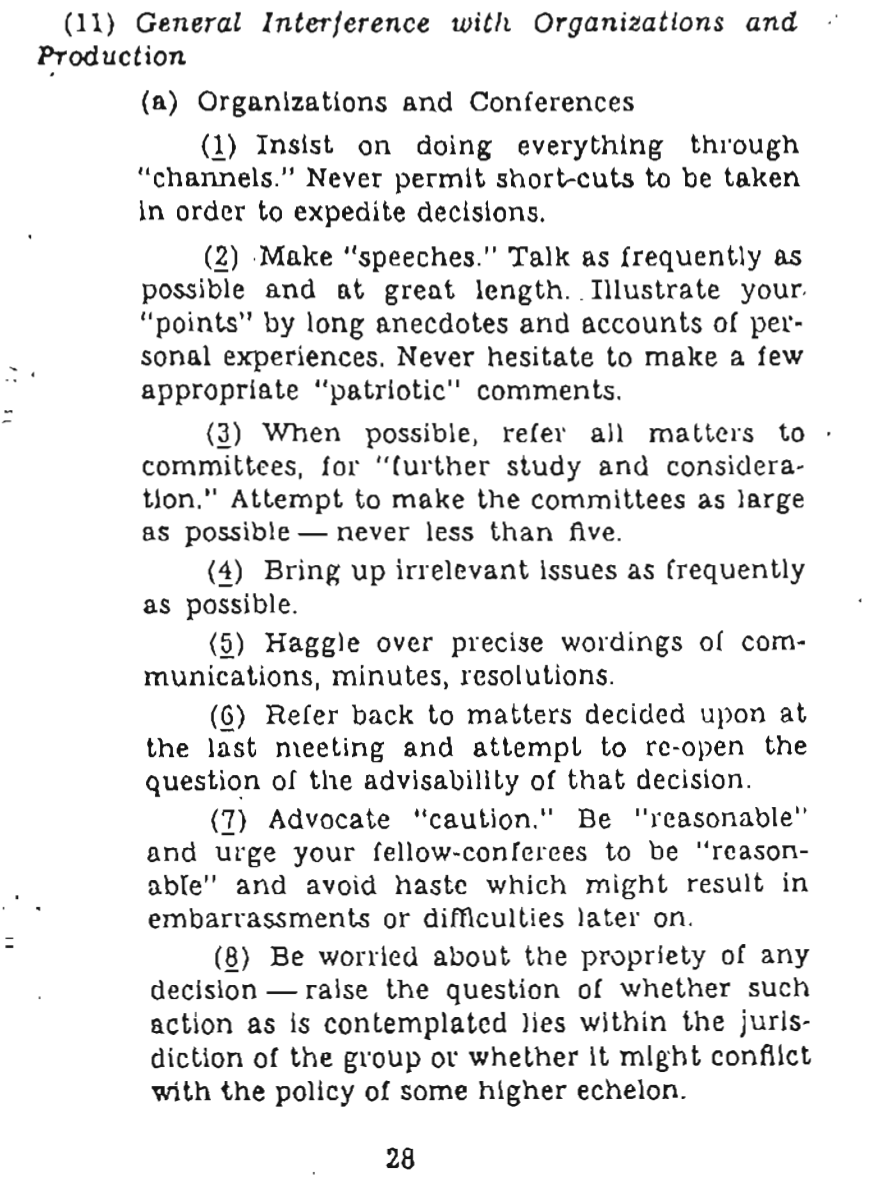 (11) General Interference with Organizations and
Production
(a) Organizations and Conferences
(1) Insist on doing everything through
"channels." Never permit short-cuts to be taken
in order to expedite decisions.
(2) Make "speeches." Talk as frequently as
possible and at great length. Illustrate your
"points" by long anecdotes and accounts of per-
sonal experiences. Never hesitate to make a few
appropriate "patriotic" comments.
(3) When possible, refer all matters to
committees, for "further study and considera-
tion." Attempt to make the committees as large
as possible — never less than five.
(4) Bring up irrelevant issues as frequently
as possible.
(5) Haggle over precise wordings of com-
munications, minutes, resolutions.
(6) Refer back to matters decided upon at
the last meeting and attempt to re-open the
question of the advisability of that decision.
(7) Advocate "caution." Be "reasonable"
and urge your fellow-conferees to be "reason-
able" and avoid haste which might result in
embarrassments or difficulties later on.
(8) Be worried about the propriety of any
decision — raise the question of whether such
action as is contemplated lies within the juris-
diction of the group or whether it might conflict
with the policy of some higher echelon.
28